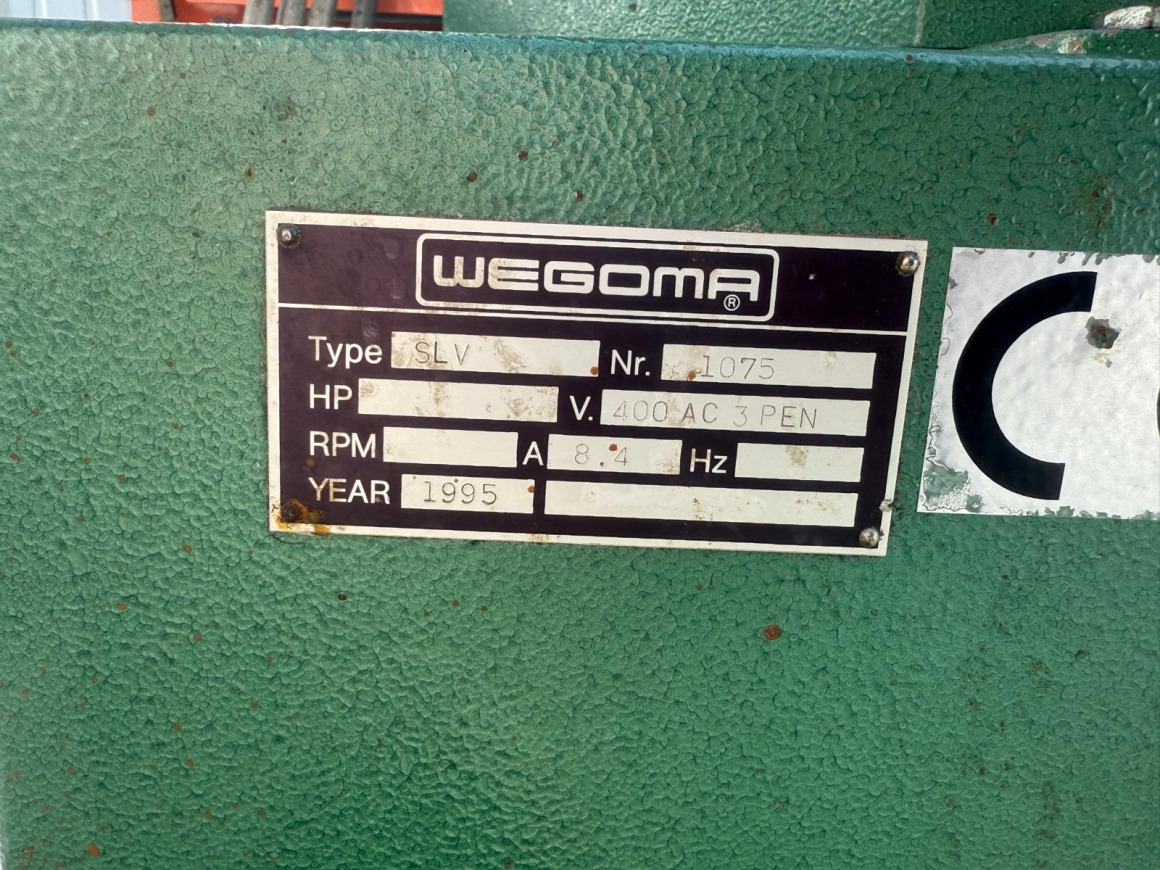 WEGOMA ®
Type SLV Nr. 1075
HP V. 400 AC 3 PEN
RPM A 8.4 Hz
YEAR 1995
C